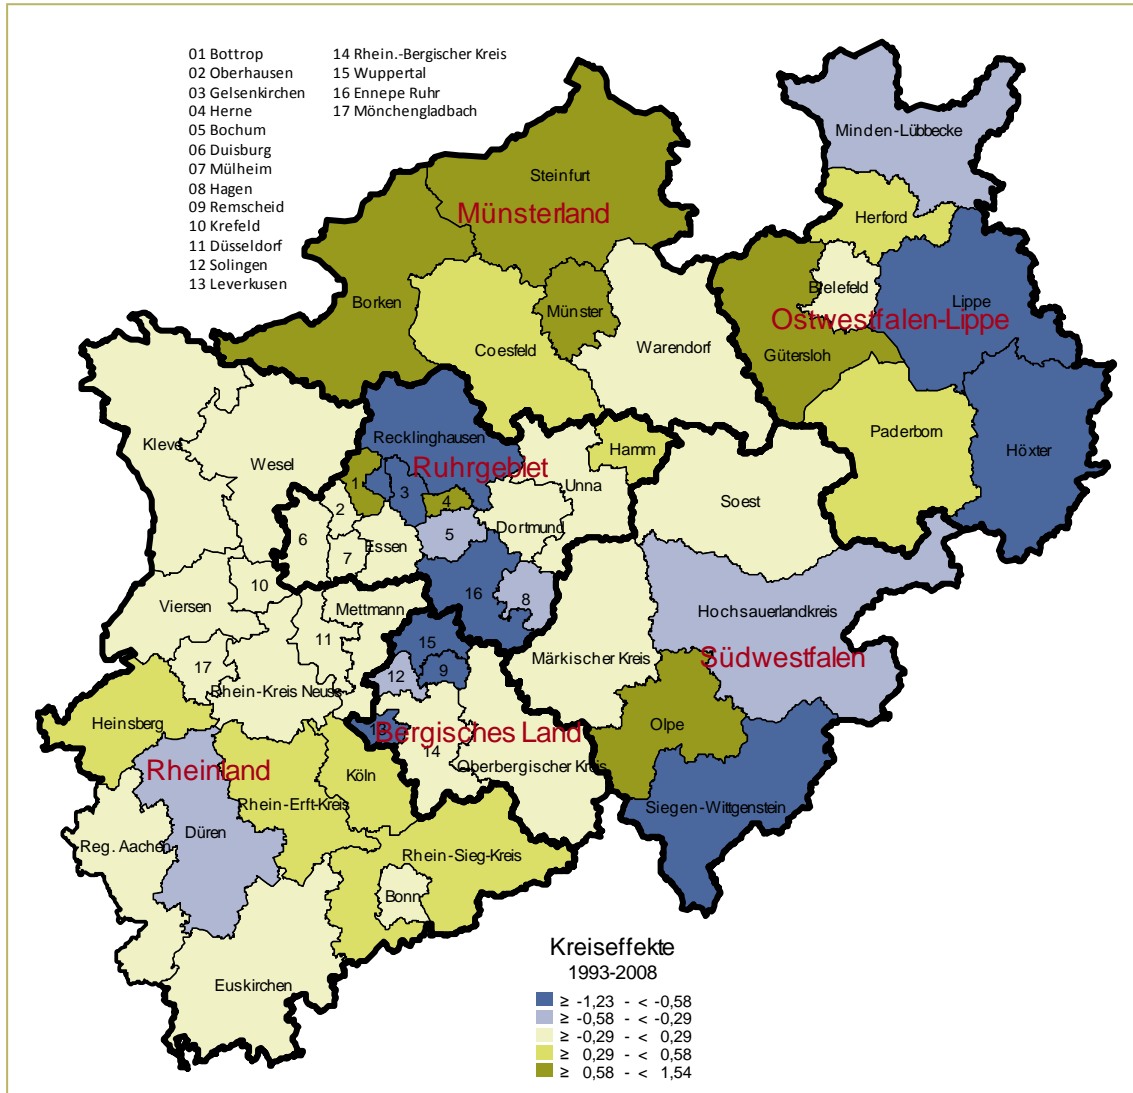 01 Bottrop
02 Oberhausen
03 Gelsenkirchen
04 Herne
05 Bochum
06 Duisburg
07 Mülheim
08 Hagen
09 Remscheid
10 Krefeld
11 Düsseldorf
12 Solingen
13 Leverkusen
14 Rhein.-Bergischer Kreis
15 Wuppertal
16 Ennepe Ruhr
17 Mönchengladbach
Minden-Lübbecke
Steinfurt
Münsterland
Herford
Borken
Münster
Bielefeld
Lippe
Ostwestfalen-Lippe
Coesfeld
Warendorf
Gütersloh
Kleve
Wesel
Recklinghausen
Ruhrgebiet
Hamm
Paderborn
Höxter
1
3
Unna
4
Soest
2
6
5
Dortmund
7
Essen
10
16
8
Viersen
Mettmann
Hochsauerlandkreis
11
15
17
12
9
Märkischer Kreis
Südwestfalen
Rhein-Kreis Neuss
Heinsberg
13
Bergisches Land
14
Olpe
Rheinland
Köln
Oberbergischer Kreis
Rhein-Erft-Kreis
Siegen-Wittgenstein
Düren
Reg. Aachen
Rhein-Sieg-Kreis
Bonn
Euskirchen
Kreiseffekte
1993-2008
≥ -1,23 - < -0,58
≥ -0,58 - < -0,29
≥ -0,29 - < 0,29
≥ 0,29 - < 0,58
≥ 0,58 - < 1,54